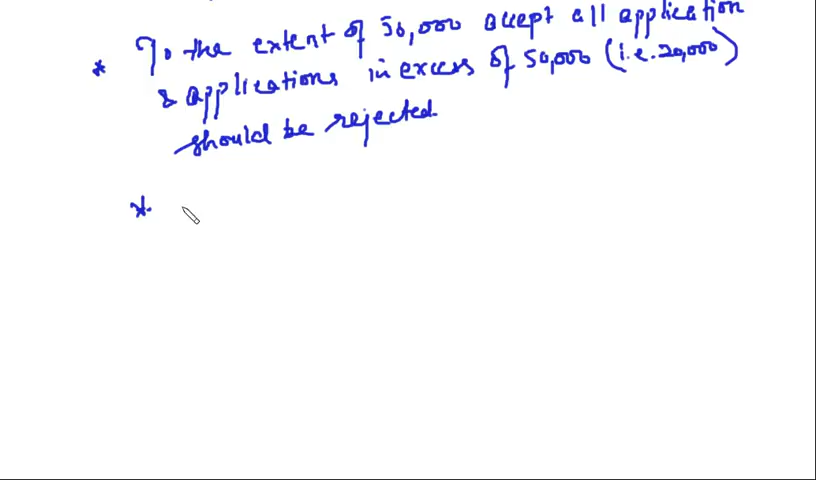 * To the extent of 50,000 accept all application
& applications in excess of 50,000 (i.e. 20,000)
should be rejected.
*